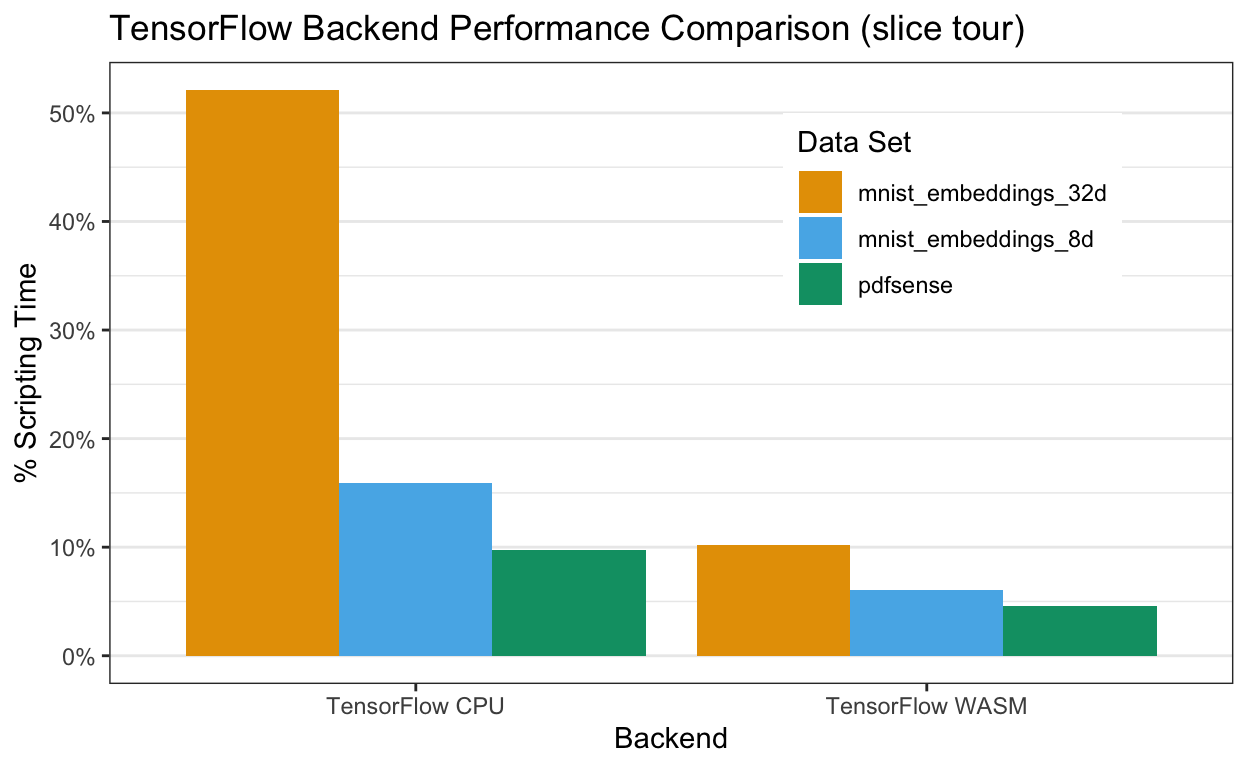 TensorFlow Backend Performance Comparison (slice tour)
% Scripting Time
50%
40%
30%
20%
10%
0%
Data Set
mnist_embeddings_32d
mnist_embeddings_8d
pdfsense
TensorFlow CPU
TensorFlow WASM
Backend